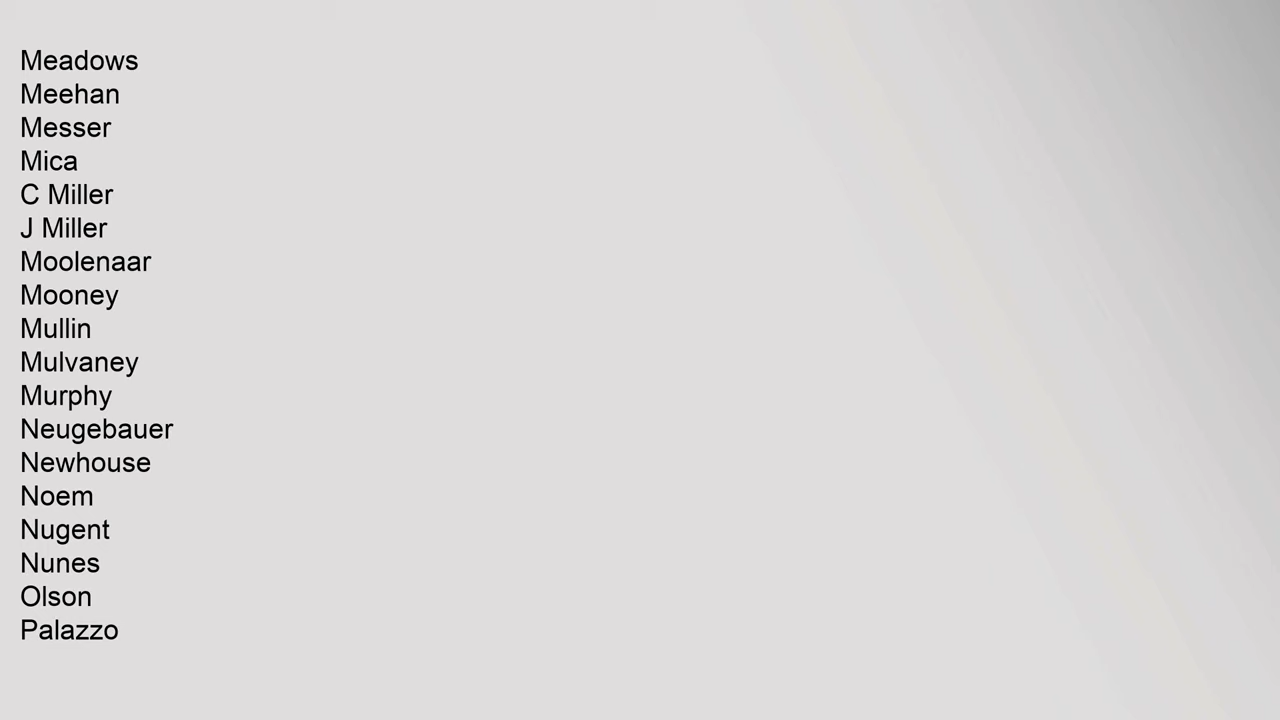 Meadows
Meehan
Messer
Mica
C Miller
J Miller
Moolenaar
Mooney
Mullin
Mulvaney
Murphy
Neugebauer
Newhouse
Noem
Nugent
Nunes
Olson
Palazzo